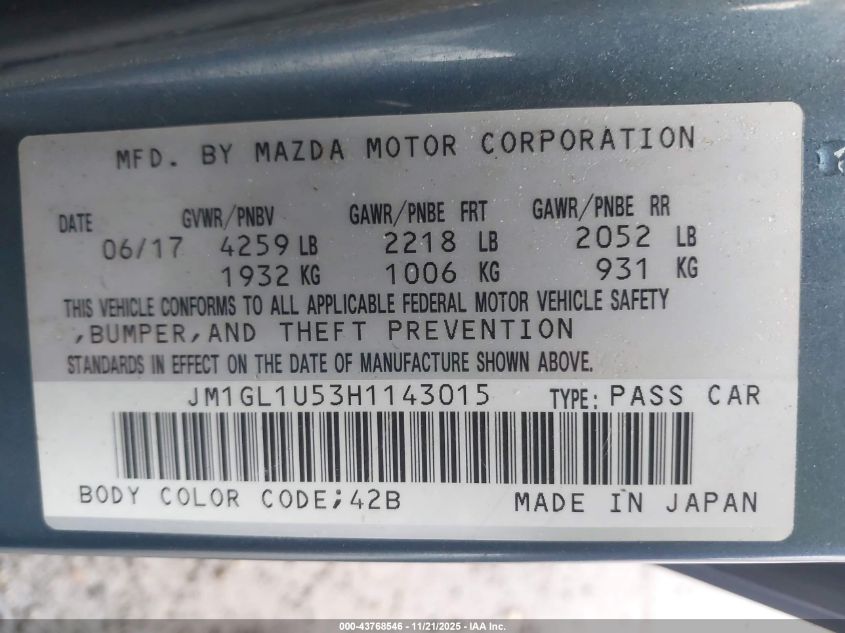 MFD. BY MAZDA MOTOR CORPORATION
DATE GVWR/PNBV GAWR/PNBE FRT GAWR/PNBE RR
06/17 4259 LB 2218 LB 2052 LB
1932 KG 1006 KG 931 KG
THIS VEHICLE CONFORMS TO ALL APPLICABLE FEDERAL MOTOR VEHICLE SAFETY
,BUMPER,AND THEFT PREVENTION
STANDARDS IN EFFECT ON THE DATE OF MANUFACTURE SHOWN ABOVE.
JM1GL1U53H1143015 TYPE: PASS CAR
BODY COLOR CODE;42B MADE IN JAPAN
000-43768546 - 11/21/2025 - IAA Inc.